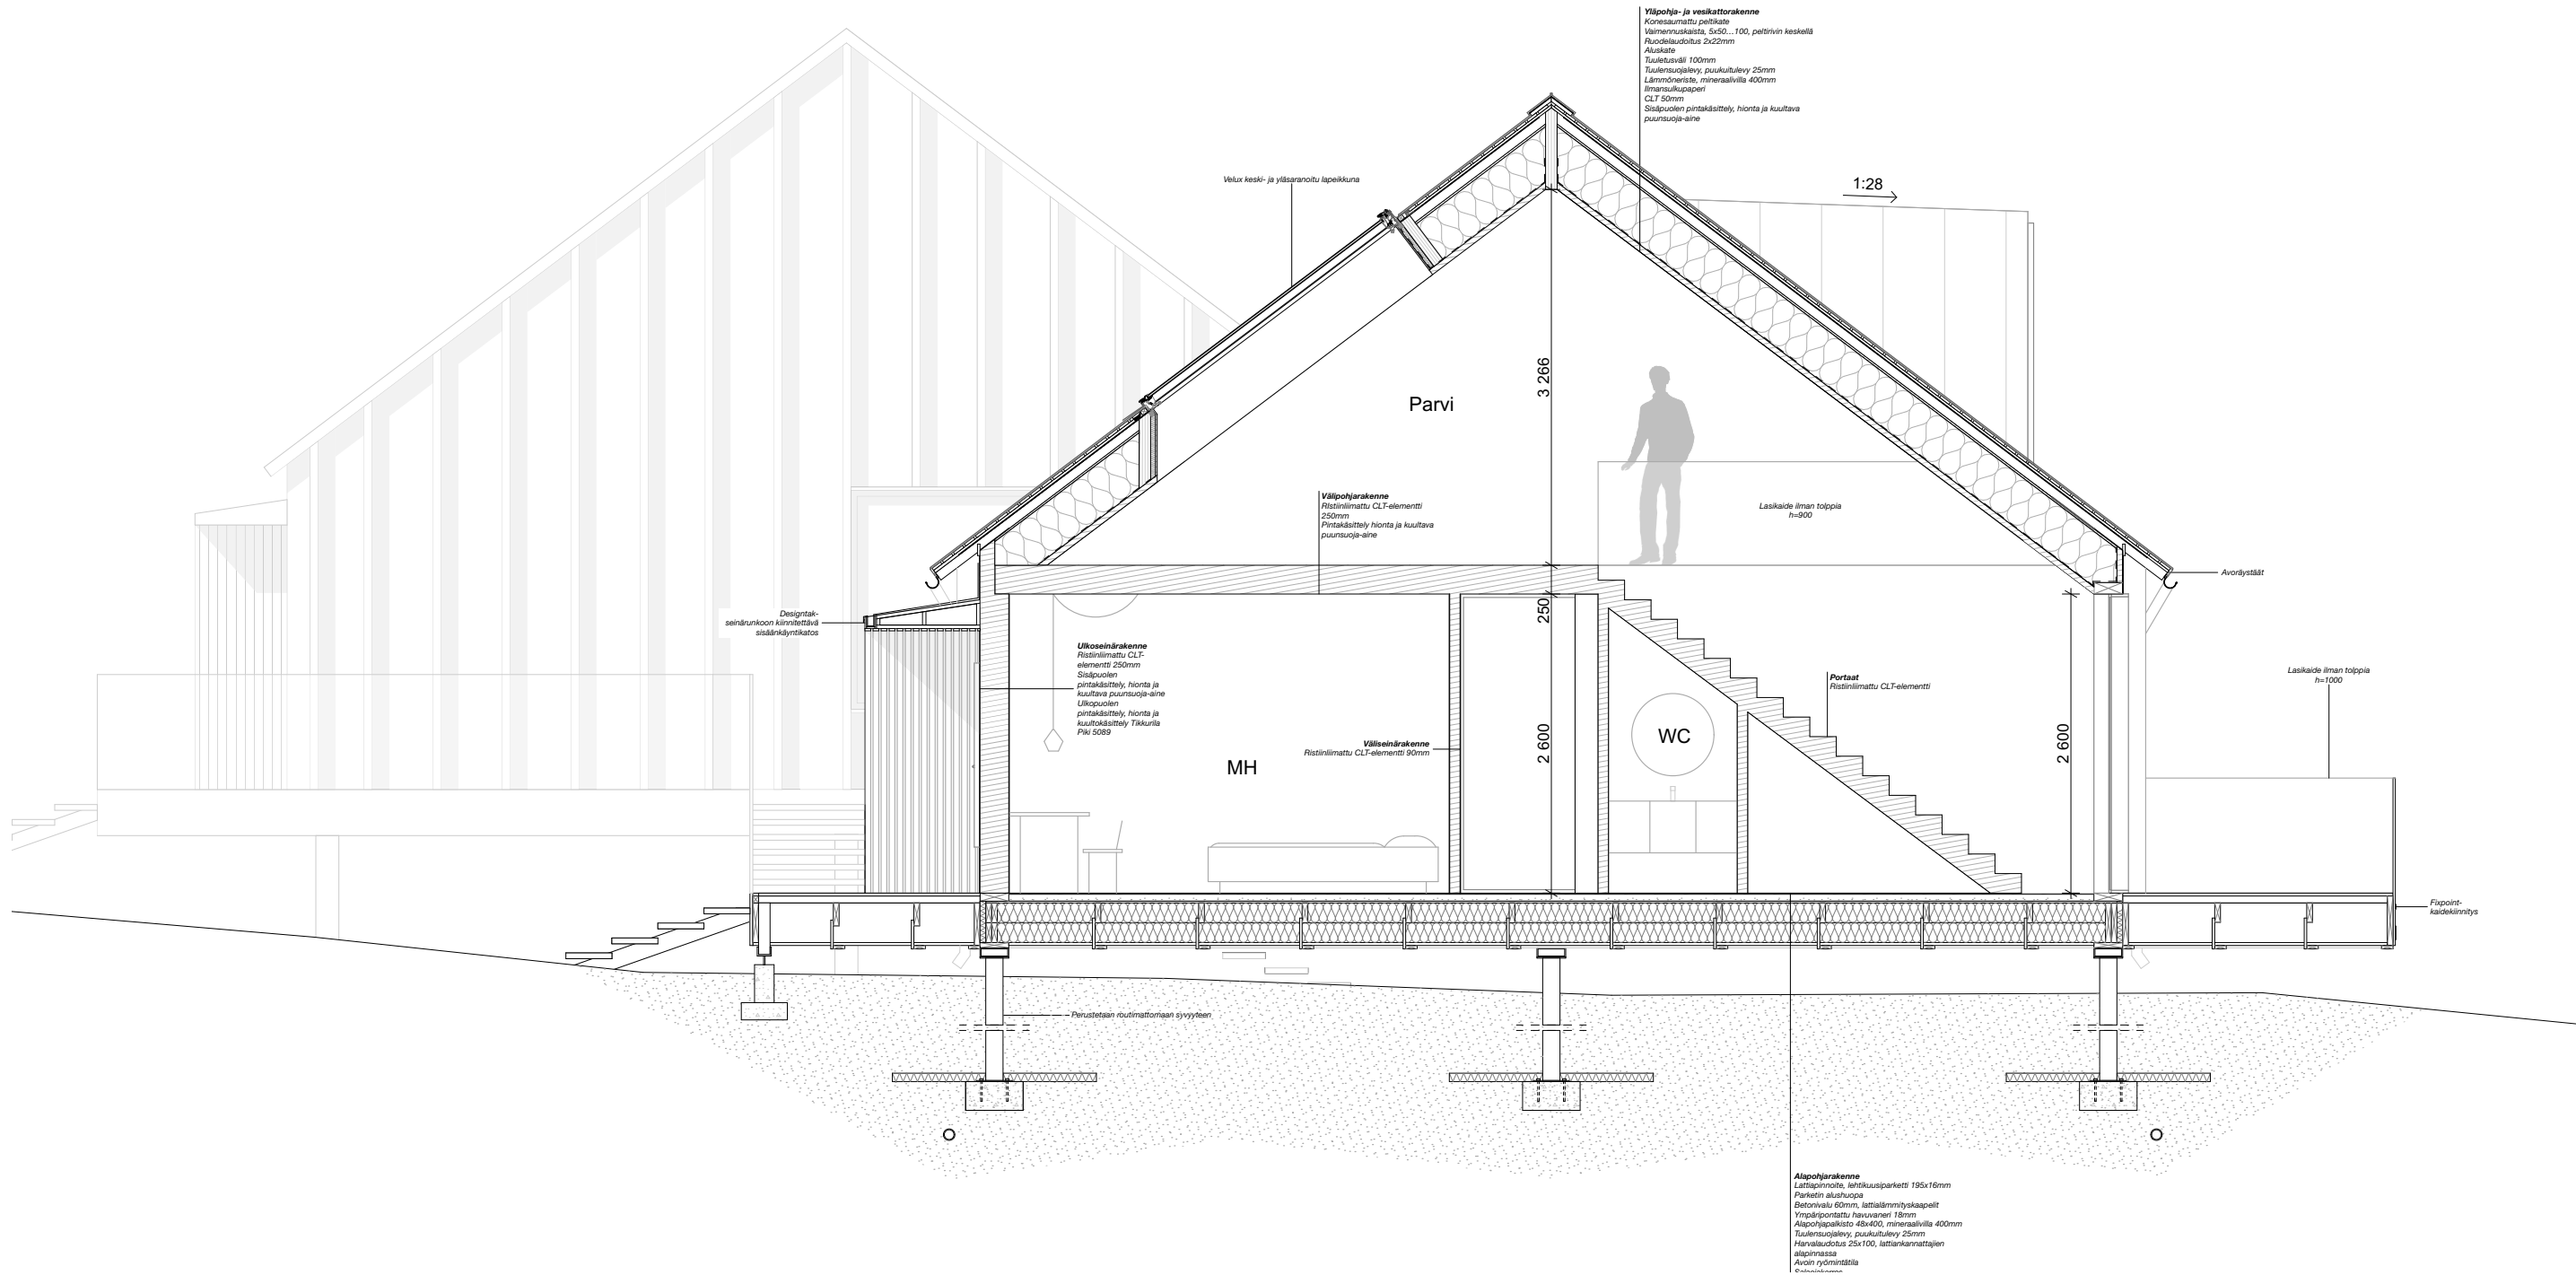 Yläpohja- ja vesikattorakenne
Konesaumattu peltikate
Vaimennuskaista, 5x50...100, peltirivin keskellä
Ruodelaudoitus 2x22mm
Aluskate
Tuuletusväli 100mm
Tuulensuojalevy, puukuitulevy 25mm
Lämmöneriste, mineraalivilla 400mm
Ilmansulkupaperi
CLT 50mm
Sisäpuolen pintakäsittely, hionta ja kuultava
puunsuoja-aine
Velux keski- ja yläsaranoitu lapeikkuna
1:28
3 266
Parvi
Välipohjarakenne
Ristiinliimattu CLT-elementti
250mm
Pintakäsittely hionta ja kuultava
puunsuoja-aine
Lasikaide ilman tolppia
h=900
Avoräystäät
Designtak-
seinärunkoon kiinnitettävä
sisäänkäyntikatos
250
Ulkoseinärakenne
Ristiinliimattu CLT-
elementti 250mm
Sisäpuolen
pintakäsittely, hionta ja
kuultava puunsuoja-aine
Ulkopuolen
pintakäsittely, hionta ja
kuultokäsittely Tikkurila
Piki 5089
Portaat
Ristiinliimattu CLT-elementti
Lasikaide ilman tolppia
h=1000
Väliseinärakenne
Ristiinliimattu CLT-elementti 90mm
2 600
WC
2 600
MH
Fixpoint-
kaidekiinnitys
Perustetaan routimattomaan syvyyteen
Alapohjarakenne
Lattiapinnoite, lehtikuusiparketti 195x16mm
Parketin alushuopa
Betonivalu 60mm, lattialämmityskaapelit
Ympäripontattu havuvaneri 18mm
Alapohjapalkisto 48x400, mineraalivilla 400mm
Tuulensuojalevy, puukuitulevy 25mm
Harvalaudotus 25x100, lattiankannattajien
alapinnassa
Avoin ryömintätila